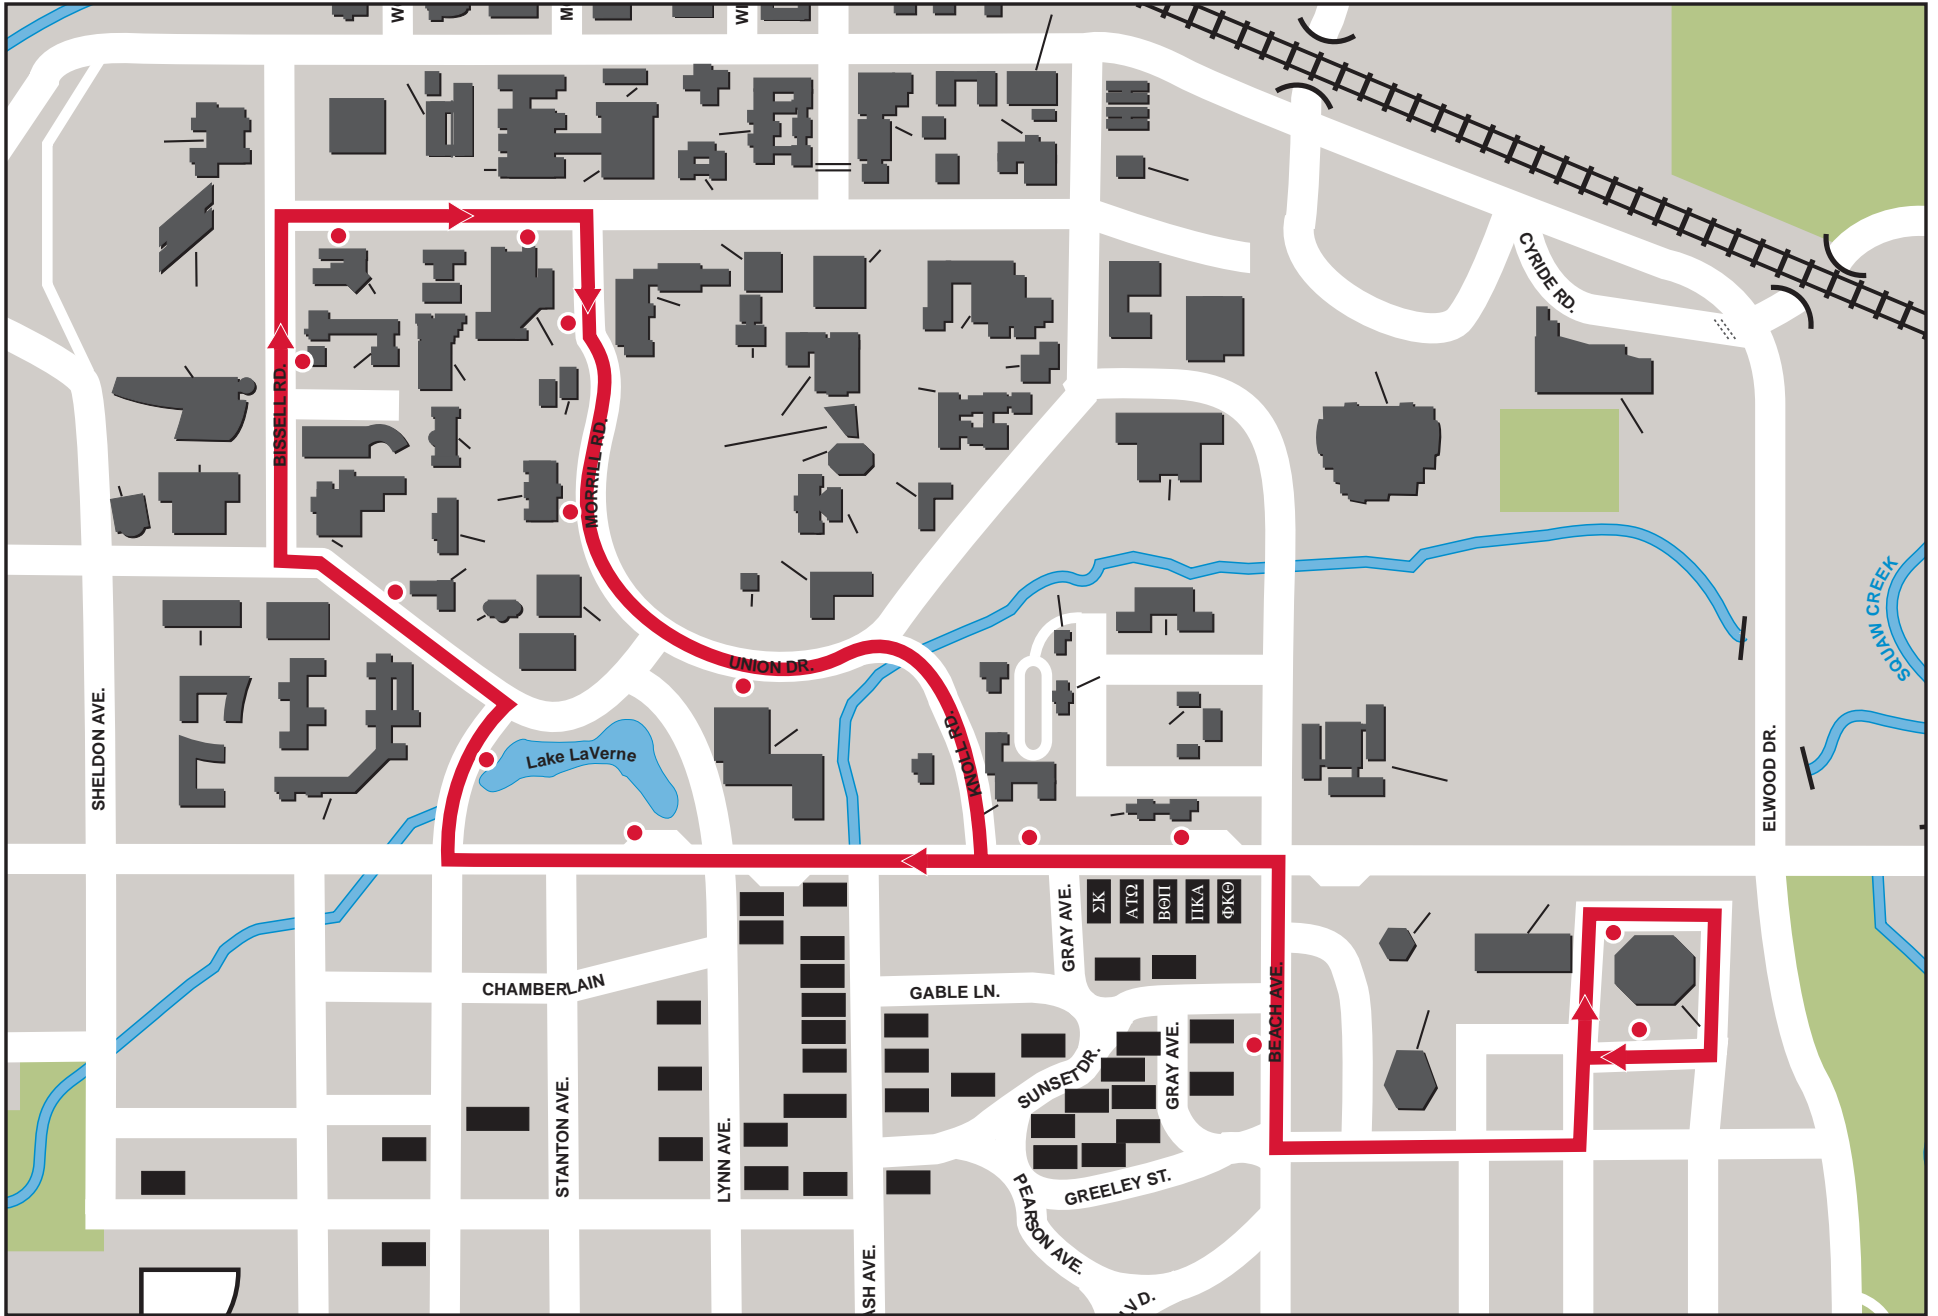 CYRIDE RD.
BISSELL RD.
MORRILL RD.
SQUAW CREEK
UNION DR.
SHELDON AVE.
Lake LaVerne
KNOLL RD.
ELWOOD DR.
ΣΚ
ΑΤΩ
ΒΘΠ
ΠΚΑ
ΦΚΘ
GRAY AVE.
CHAMBERLAIN
GABLE LN.
BEACH AVE.
SUNSET DR.
GRAY AVE.
STANTON AVE.
LYNN AVE.
GREELEY ST.
PEARSON AVE.
ASH AVE.